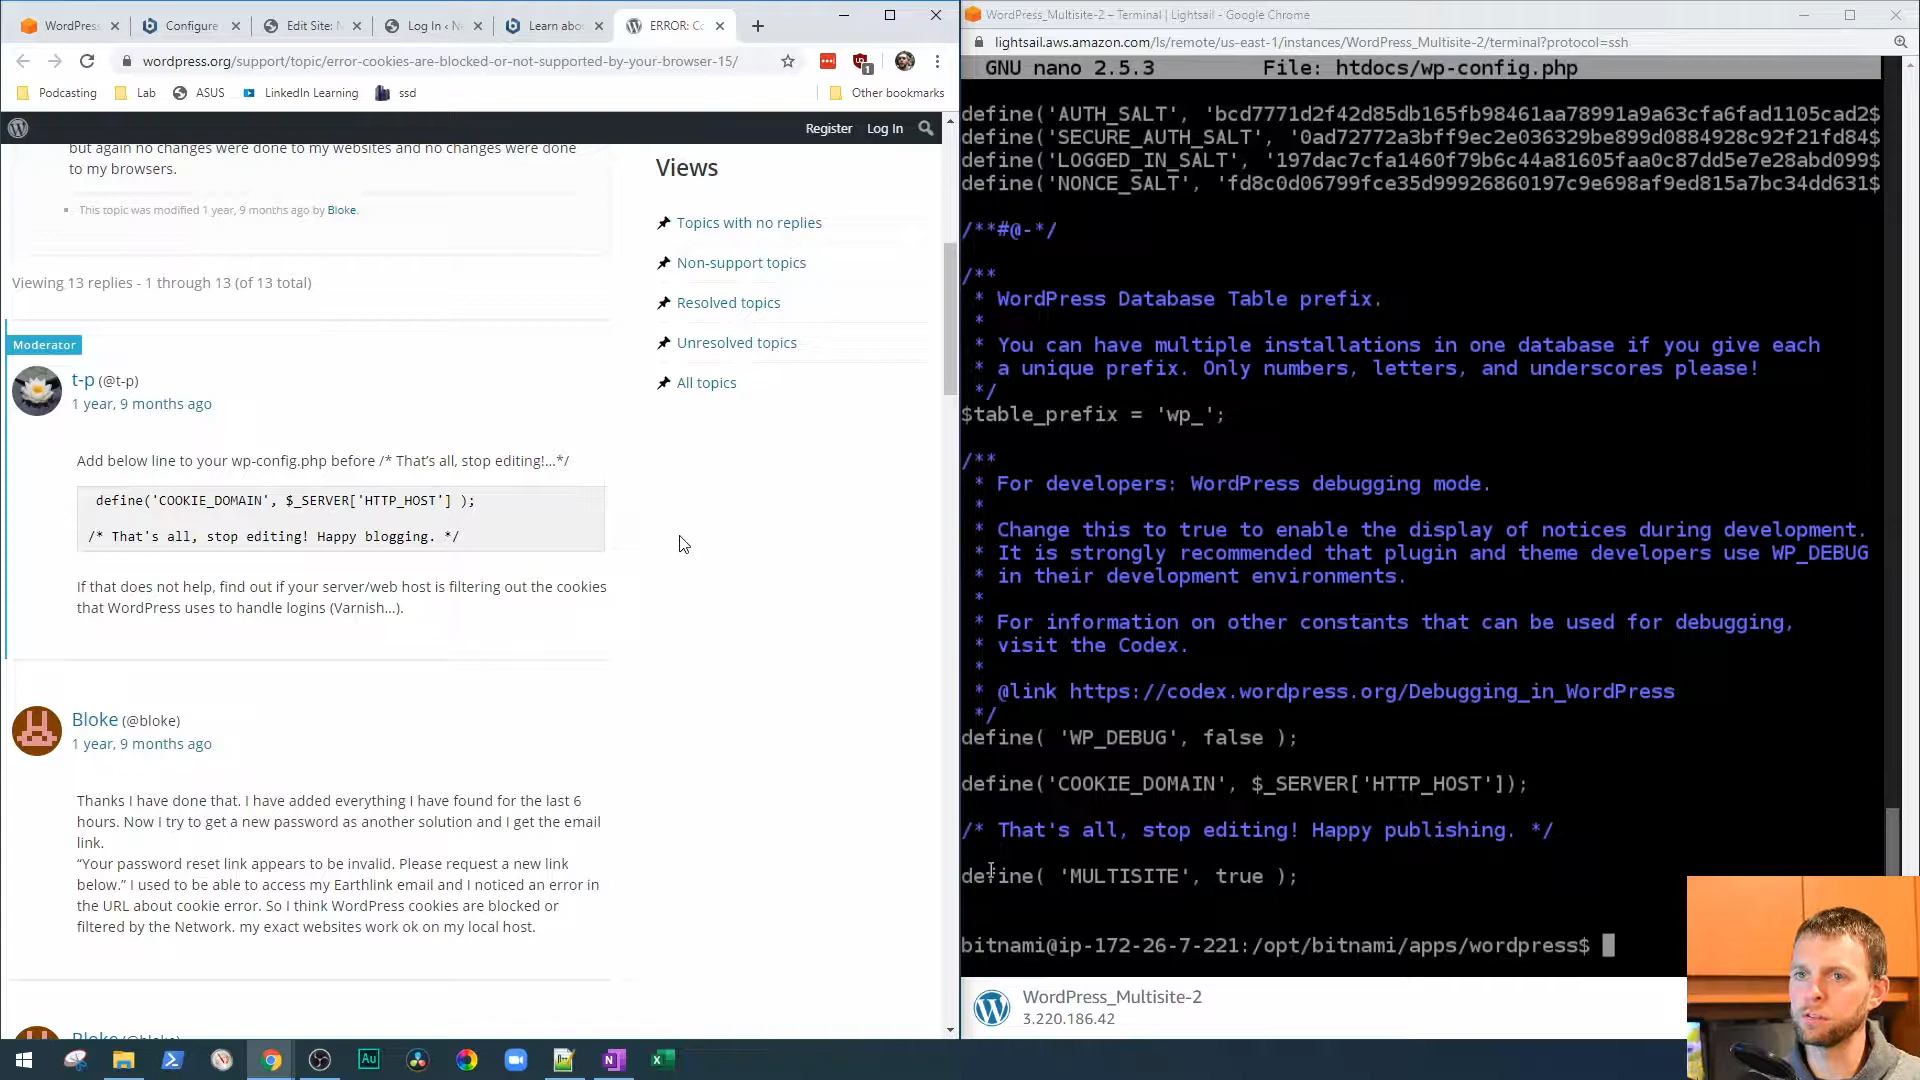 WordPress
Configure
Edit Site: N
Log In ‹ N
Learn abo
ERROR: Co
wordpress.org/support/topic/error-cookies-are-blocked-or-not-supported-by-your-browser-15/
Podcasting
Lab
ASUS
LinkedIn Learning
ssd
Other bookmarks
Register
Log In
but again no changes were done to my websites and no changes were done
to my browsers.
This topic was modified 1 year, 9 months ago by Bloke.
Viewing 13 replies - 1 through 13 (of 13 total)
Moderator
t-p (@t-p)
1 year, 9 months ago
Add below line to your wp-config.php before /* That's all, stop editing!…*/
define('COOKIE_DOMAIN', $_SERVER['HTTP_HOST'] );
/* That's all, stop editing! Happy blogging. */
If that does not help, find out if your server/web host is filtering out the cookies
that WordPress uses to handle logins (Varnish…).
Bloke (@bloke)
1 year, 9 months ago
Thanks I have done that. I have added everything I have found for the last 6
hours. Now I try to get a new password as another solution and I get the email
link.
“Your password reset link appears to be invalid. Please request a new link
below.” I used to be able to access my Earthlink email and I noticed an error in
the URL about cookie error. So I think WordPress cookies are blocked or
filtered by the Network. my exact websites work ok on my local host.
Views
Topics with no replies
Non-support topics
Resolved topics
Unresolved topics
All topics
WordPress_Multisite-2 – Terminal | Lightsail - Google Chrome
lightsail.aws.amazon.com/ls/remote/us-east-1/instances/WordPress_Multisite-2/terminal?protocol=ssh
GNU nano 2.5.3 File: htdocs/wp-config.php
define('AUTH_SALT', 'bcd7771d2f42d85db165fb98461aa78991a9a63cfa6fad1105cad2$
define('SECURE_AUTH_SALT', '0ad72772a3bff9ec2e036329be899d0884928c92f21fd84$
define('LOGGED_IN_SALT', '197dac7cfa1460f79b6c44a81605faa0c87dd5e7e28abd099$
define('NONCE_SALT', 'fd8c0d06799fce35d99926860197c9e698af9ed815a7bc34dd631$
/**#@-*/
/**
* WordPress Database Table prefix.
*
* You can have multiple installations in one database if you give each
* a unique prefix. Only numbers, letters, and underscores please!
*/
$table_prefix = 'wp_';
/**
* For developers: WordPress debugging mode.
*
* Change this to true to enable the display of notices during development.
* It is strongly recommended that plugin and theme developers use WP_DEBUG
* in their development environments.
*
* For information on other constants that can be used for debugging,
* visit the Codex.
*
* @link https://codex.wordpress.org/Debugging_in_WordPress
*/
define( 'WP_DEBUG', false );
define('COOKIE_DOMAIN', $_SERVER['HTTP_HOST']);
/* That's all, stop editing! Happy publishing. */
define( 'MULTISITE', true );
bitnami@ip-172-26-7-221:/opt/bitnami/apps/wordpress$
WordPress_Multisite-2
3.220.186.42